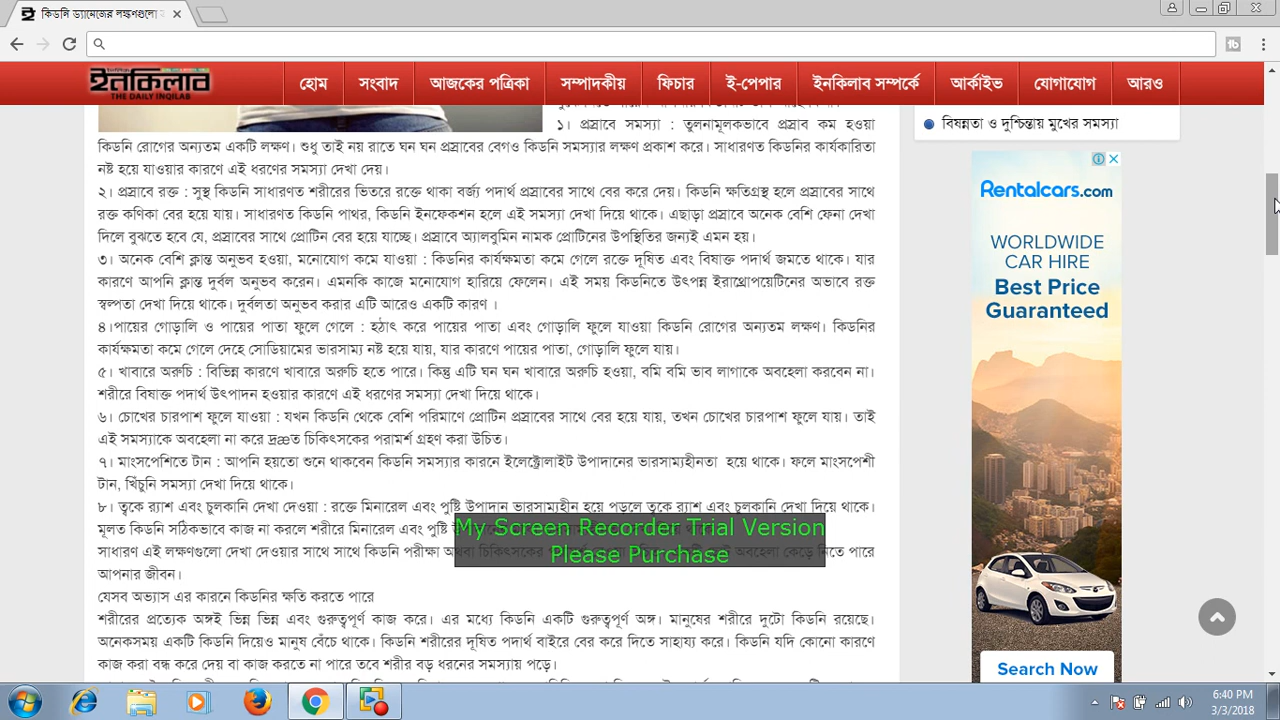 কিডনি ড্যামেজের লক্ষণগুলো
ইনকিলাব
THE DAILY INQILAB
হোম
সংবাদ
আজকের পত্রিকা
সম্পাদকীয়
ফিচার
ই-পেপার
ইনকিলাব সম্পর্কে
আর্কাইভ
যোগাযোগ
আরও
১। প্রস্রাবে সমস্যা : তুলনামূলকভাবে প্রস্রাব কম হওয়া
কিডনি রোগের অন্যতম একটি লক্ষণ। শুধু তাই নয় রাতে ঘন ঘন প্রস্রাবের বেগও কিডনি সমস্যার লক্ষণ প্রকাশ করে। সাধারণত কিডনির কার্যকারিতা
নষ্ট হয়ে যাওয়ার কারণে এই ধরণের সমস্যা দেখা দেয়।
২। প্রস্রাবে রক্ত : সুস্থ কিডনি সাধারণত শরীরের ভিতরে রক্তে থাকা বর্জ্য পদার্থ প্রস্রাবের সাথে বের করে দেয়। কিডনি ক্ষতিগ্রস্থ হলে প্রস্রাবের সাথে
রক্ত কণিকা বের হয়ে যায়। সাধারণত কিডনি পাথর, কিডনি ইনফেকশন হলে এই সমস্যা দেখা দিয়ে থাকে। এছাড়া প্রস্রাবে অনেক বেশি ফেনা দেখা
দিলে বুঝতে হবে যে, প্রস্রাবের সাথে প্রোটিন বের হয়ে যাচ্ছে। প্রস্রাবে অ্যালবুমিন নামক প্রোটিনের উপস্থিতির জন্যই এমন হয়।
৩। অনেক বেশি ক্লান্ত অনুভব হওয়া, মনোযোগ কমে যাওয়া : কিডনির কার্যক্ষমতা কমে গেলে রক্তে দূষিত এবং বিষাক্ত পদার্থ জমতে থাকে। যার
কারণে আপনি ক্লান্ত দুর্বল অনুভব করেন। এমনকি কাজে মনোযোগ হারিয়ে ফেলেন। এই সময় কিডনিতে উৎপন্ন ইরাথ্রোপয়েটিনের অভাবে রক্ত
স্বল্পতা দেখা দিয়ে থাকে। দুর্বলতা অনুভব করার এটি আরেও একটি কারণ ।
৪।পায়ের গোড়ালি ও পায়ের পাতা ফুলে গেলে : হঠাৎ করে পায়ের পাতা এবং গোড়ালি ফুলে যাওয়া কিডনি রোগের অন্যতম লক্ষণ। কিডনির
কার্যক্ষমতা কমে গেলে দেহে সোডিয়ামের ভারসাম্য নষ্ট হয়ে যায়, যার কারণে পায়ের পাতা, গোড়ালি ফুলে যায়।
৫। খাবারে অরুচি : বিভিন্ন কারণে খাবারে অরুচি হতে পারে। কিন্তু এটি ঘন ঘন খাবারে অরুচি হওয়া, বমি বমি ভাব লাগাকে অবহেলা করবেন না।
শরীরে বিষাক্ত পদার্থ উৎপাদন হওয়ার কারণে এই ধরণের সমস্যা দেখা দিয়ে থাকে।
৬। চোখের চারপাশ ফুলে যাওয়া : যখন কিডনি থেকে বেশি পরিমাণে প্রোটিন প্রস্রাবের সাথে বের হয়ে যায়, তখন চোখের চারপাশ ফুলে যায়। তাই
এই সমস্যাকে অবহেলা না করে দ্রæত চিকিৎসকের পরামর্শ গ্রহণ করা উচিত।
৭। মাংসপেশিতে টান : আপনি হয়তো শুনে থাকবেন কিডনি সমস্যার কারনে ইলেক্ট্রোলাইট উপাদানের ভারসাম্যহীনতা হয়ে থাকে। ফলে মাংসপেশী
টান, খিঁচুনি সমস্যা দেখা দিয়ে থাকে।
৮। ত্বকে র‍্যাশ এবং চুলকানি দেখা দেওয়া : রক্তে মিনারেল এবং পুষ্টি উপাদান ভারসাম্যহীন হয়ে পড়লে ত্বকে র‍্যাশ এবং চুলকানি দেখা দিয়ে থাকে।
মূলত কিডনি সঠিকভাবে কাজ না করলে শরীরে মিনারেল এবং পুষ্টি
সাধারণ এই লক্ষণগুলো দেখা দেওয়ার সাথে সাথে কিডনি পরীক্ষা অথবা চিকিৎসকের অবহেলা কেড়ে নিতে পারে
আপনার জীবন।
যেসব অভ্যাস এর কারনে কিডনির ক্ষতি করতে পারে
শরীরের প্রত্যেক অঙ্গই ভিন্ন ভিন্ন এবং গুরুত্বপূর্ণ কাজ করে। এর মধ্যে কিডনি একটি গুরুত্বপূর্ণ অঙ্গ। মানুষের শরীরে দুটো কিডনি রয়েছে।
অনেকসময় একটি কিডনি দিয়েও মানুষ বেঁচে থাকে। কিডনি শরীরের দূষিত পদার্থ বাইরে বের করে দিতে সাহায্য করে। কিডনি যদি কোনো কারণে
কাজ করা বন্ধ করে দেয় বা কাজ করতে না পারে তবে শরীর বড় ধরনের সমস্যায় পড়ে।
My Screen Recorder Trial Version
Please Purchase
বিষন্নতা ও দুশ্চিন্তায় মুখের সমস্যা
Rentalcars.com
WORLDWIDE
CAR HIRE
Best Price
Guaranteed
Search Now
6:40 PM
3/3/2018